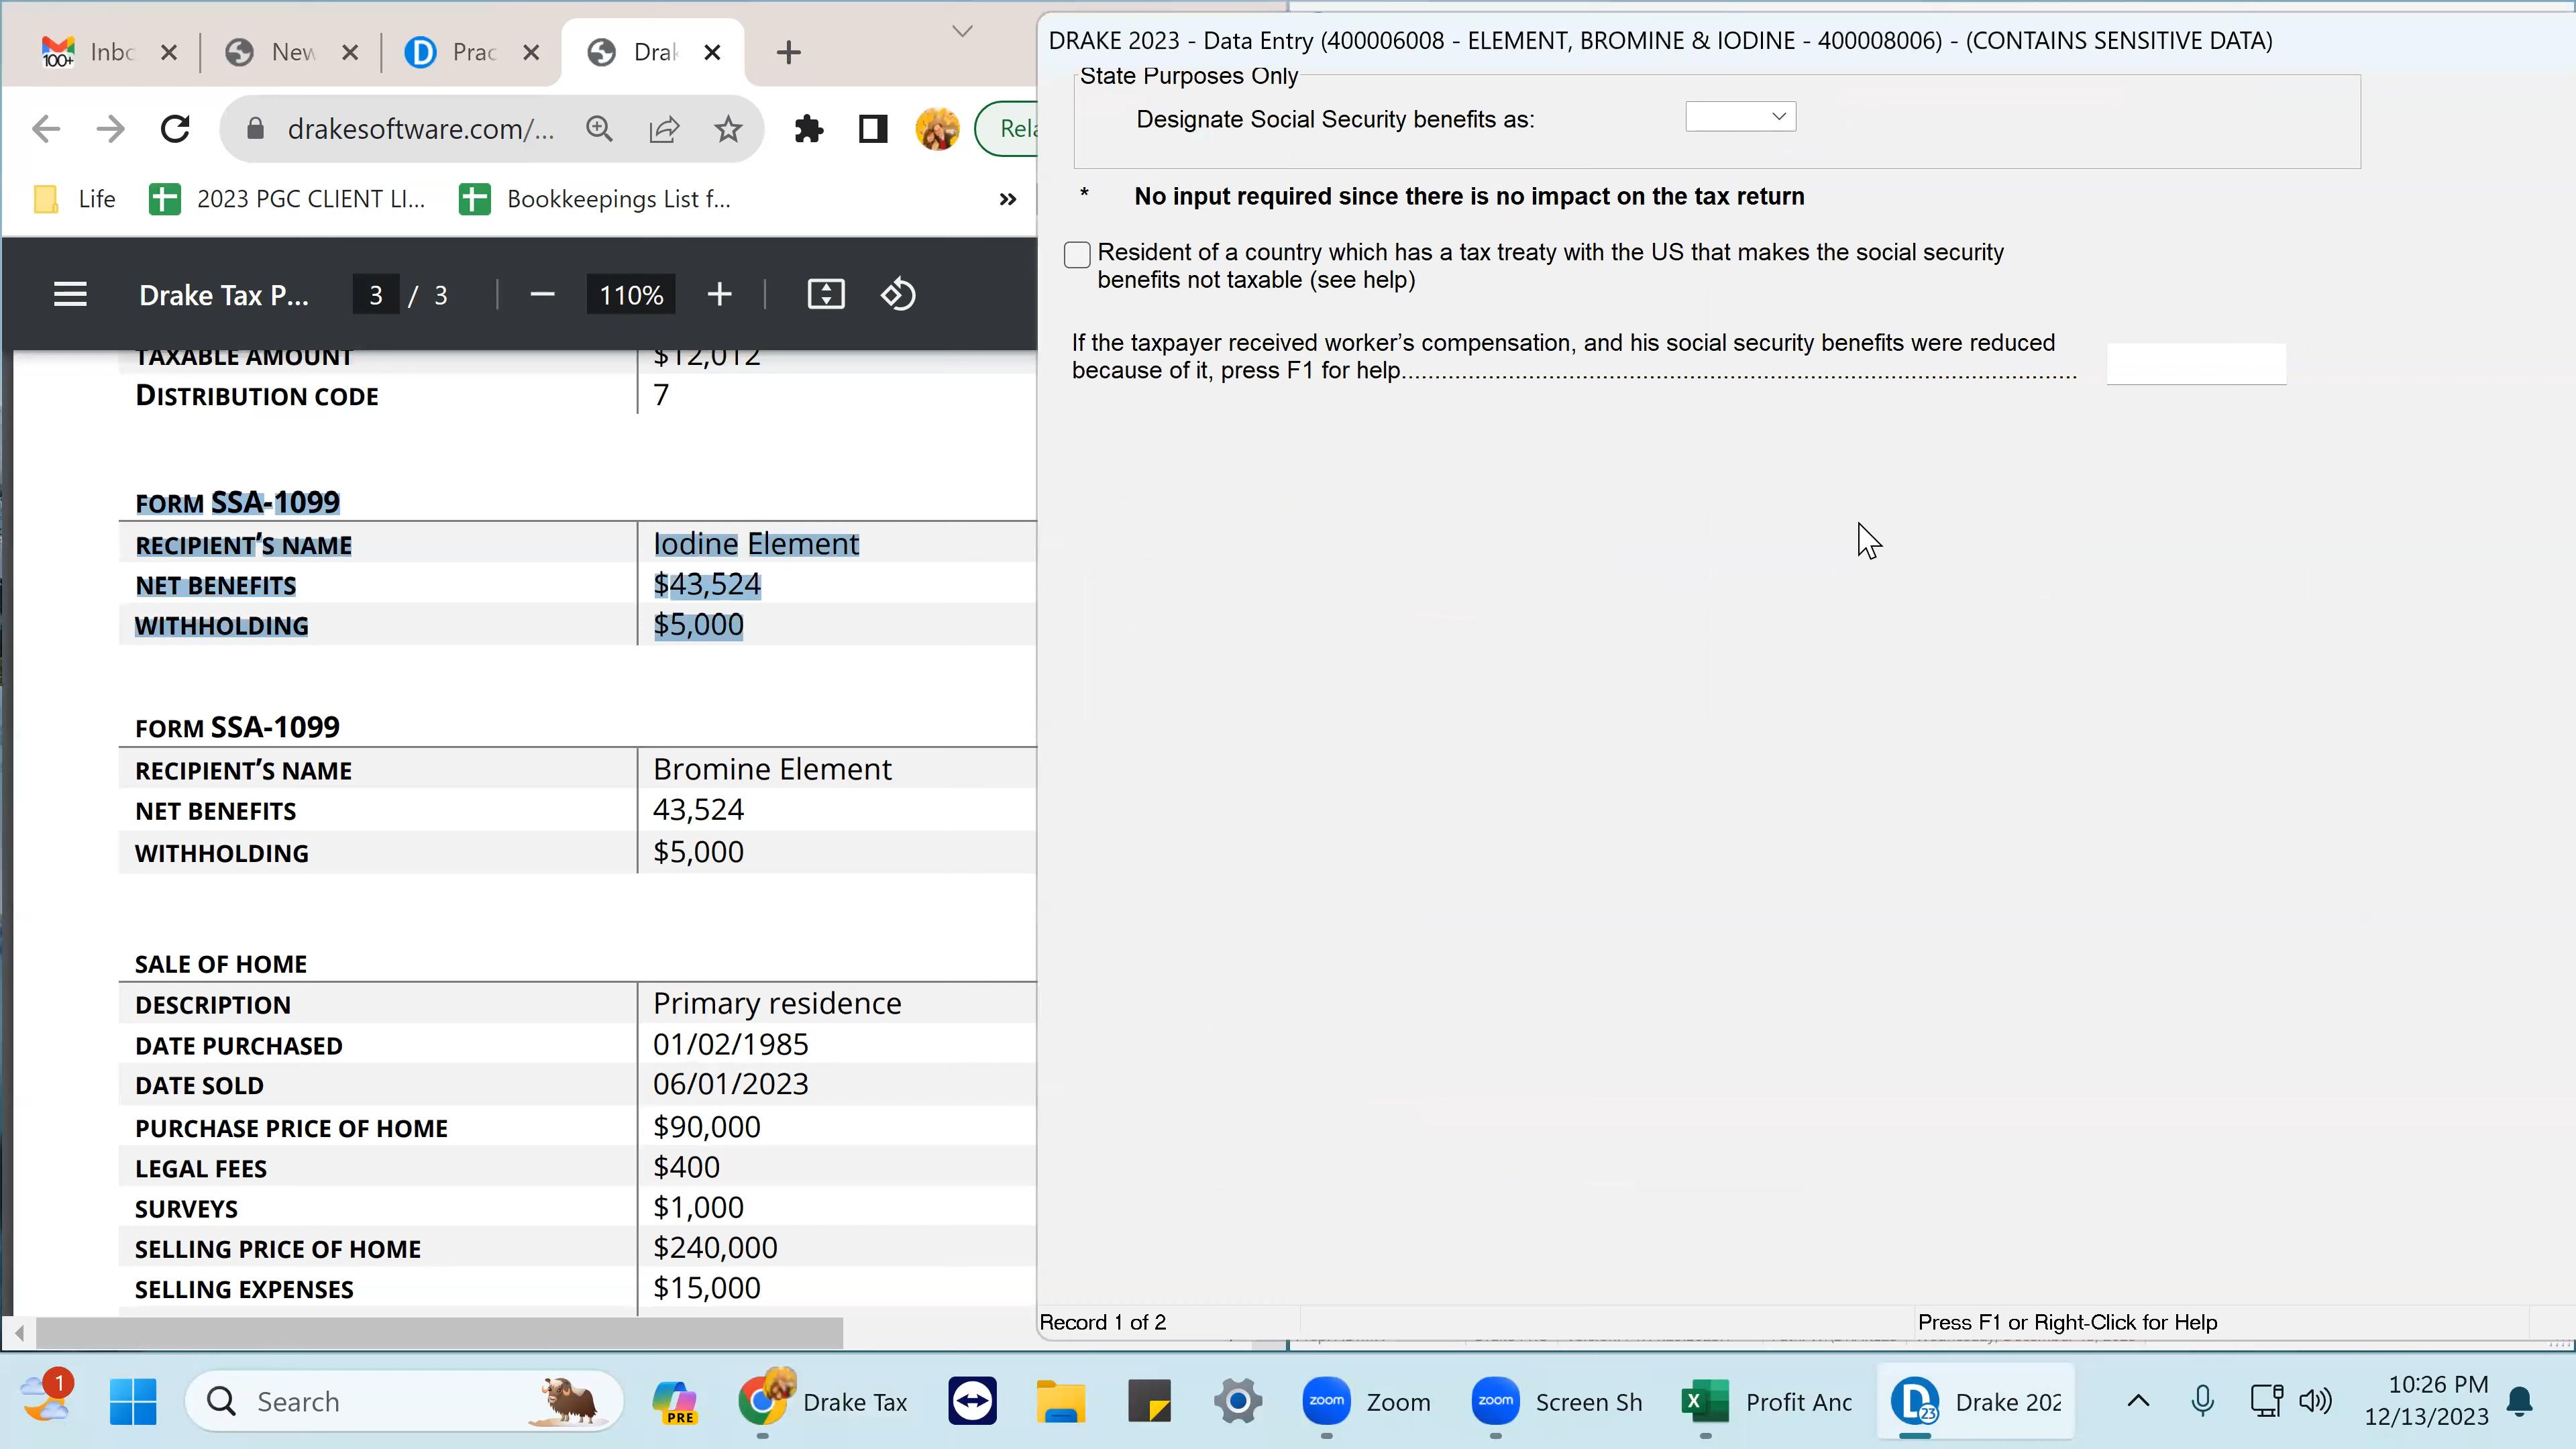 Inbc
New
Prac
Drak
100+
drakesoftware.com/...
Rela
Life
2023 PGC CLIENT LI...
Bookkeepings List f...
»
Drake Tax P...
3 / 3
110%
TAXABLE AMOUNT $12,012
DISTRIBUTION CODE 7
FORM SSA-1099
RECIPIENT'S NAME Iodine Element
NET BENEFITS $43,524
WITHHOLDING $5,000
FORM SSA-1099
RECIPIENT'S NAME Bromine Element
NET BENEFITS 43,524
WITHHOLDING $5,000
SALE OF HOME
DESCRIPTION Primary residence
DATE PURCHASED 01/02/1985
DATE SOLD 06/01/2023
PURCHASE PRICE OF HOME $90,000
LEGAL FEES $400
SURVEYS $1,000
SELLING PRICE OF HOME $240,000
SELLING EXPENSES $15,000
DRAKE 2023 - Data Entry (400006008 - ELEMENT, BROMINE & IODINE - 400008006) - (CONTAINS SENSITIVE DATA)
State Purposes Only
Designate Social Security benefits as:
* No input required since there is no impact on the tax return
Resident of a country which has a tax treaty with the US that makes the social security
benefits not taxable (see help)
If the taxpayer received worker's compensation, and his social security benefits were reduced
because of it, press F1 for help.....................................................................................................
Record 1 of 2
Press F1 or Right-Click for Help
1
Search
PRE
Drake Tax
zoom
Zoom
zoom
Screen Sh
Profit Anc
23
Drake 202
10:26 PM
12/13/2023